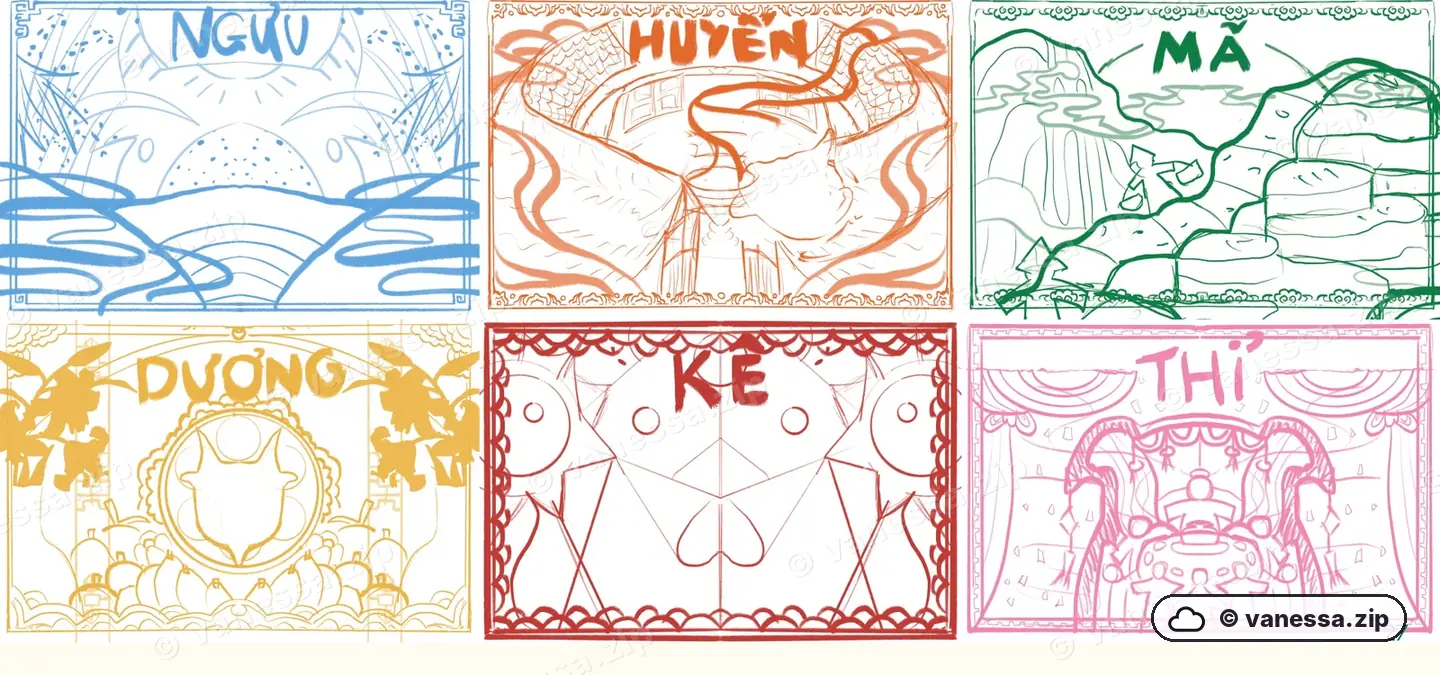 NGƯU
HUYỀN
MÃ
DƯƠNG
KÊ
THỈ
© vanessa.zip